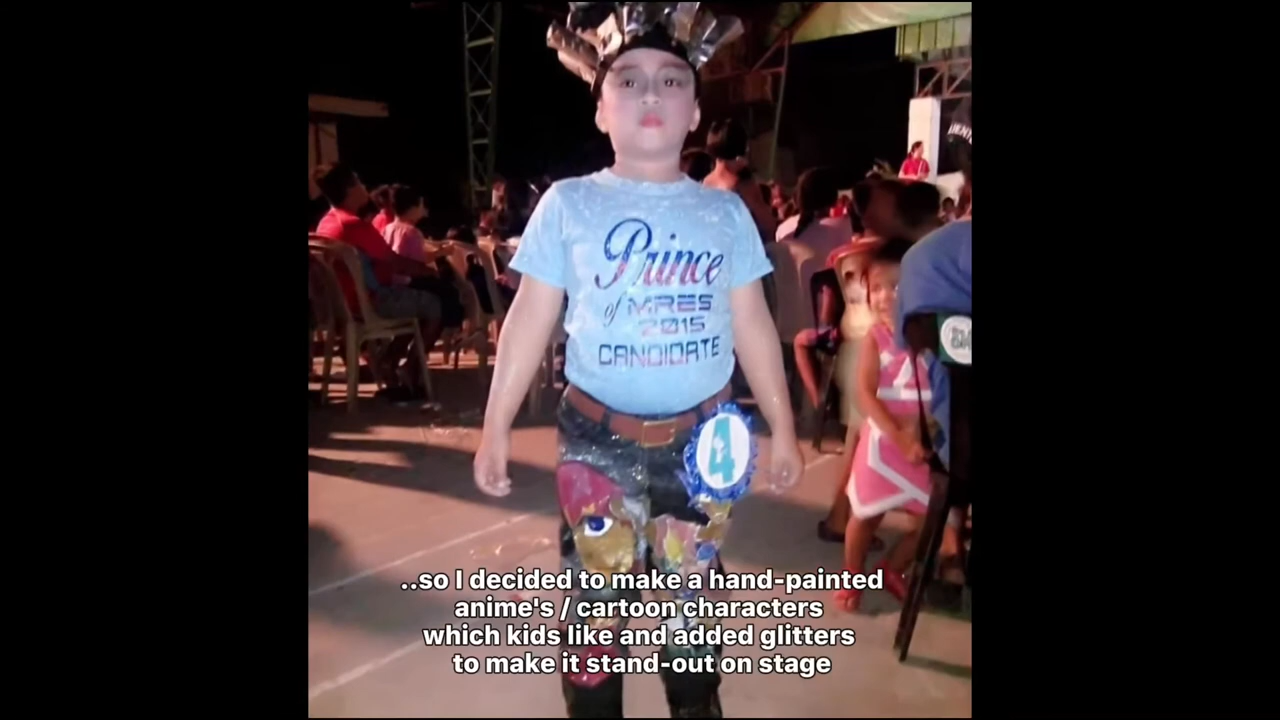 Prince
of MRES
2015
CANDIDATE
4
..so I decided to make a hand-painted
anime's / cartoon characters
which kids like and added glitters
to make it stand-out on stage